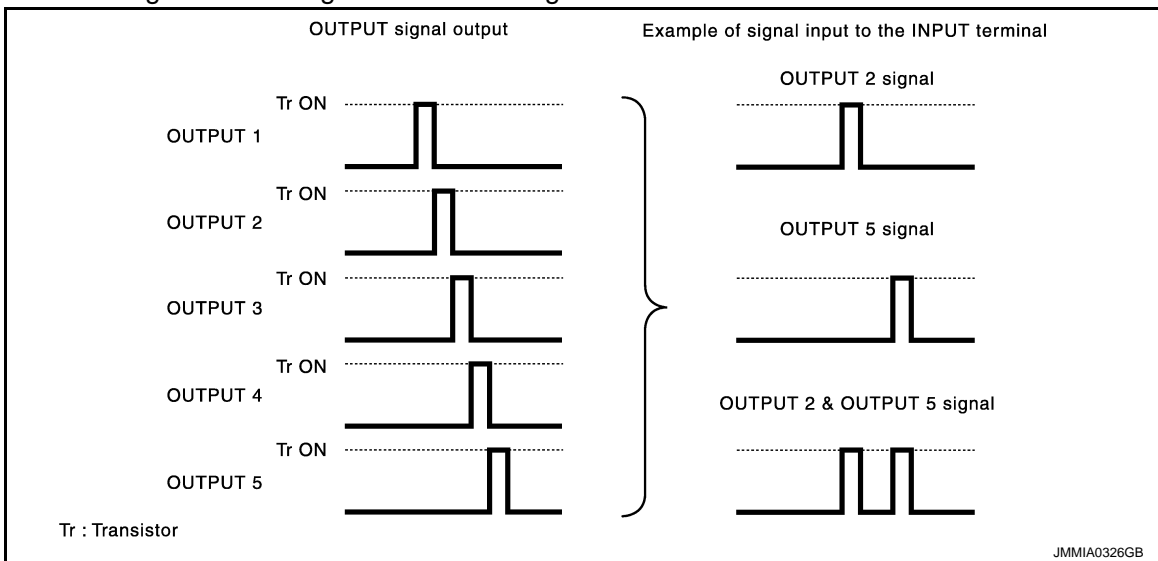 OUTPUT signal output
Example of signal input to the INPUT terminal
OUTPUT 2 signal
Tr ON
OUTPUT 1
Tr ON
OUTPUT 2
OUTPUT 5 signal
Tr ON
OUTPUT 3
Tr ON
OUTPUT 4
OUTPUT 2 & OUTPUT 5 signal
Tr ON
OUTPUT 5
Tr : Transistor
JMMIA0326GB